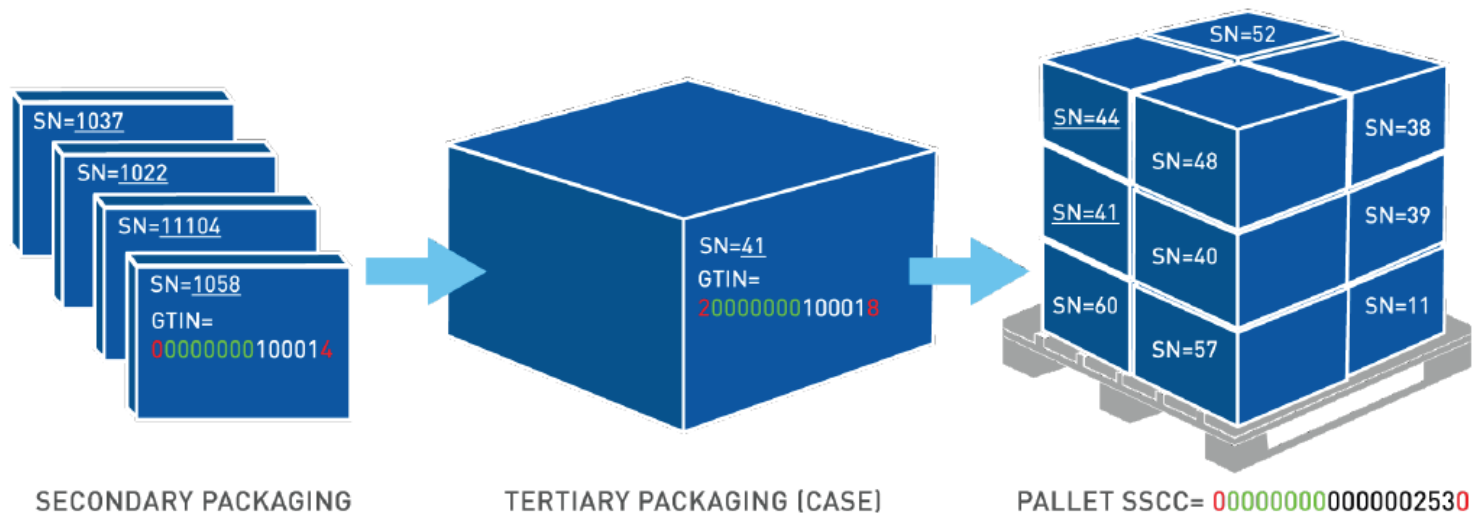 SN=1037
SN=1022
SN=11104
SN=1058
GTIN=
00000000100014
SECONDARY PACKAGING
SN=41
GTIN=
20000000100018
TERTIARY PACKAGING (CASE)
SN=52
SN=44
SN=48
SN=38
SN=41
SN=40
SN=39
SN=60
SN=57
SN=11
PALLET SSCC= 000000000000002530